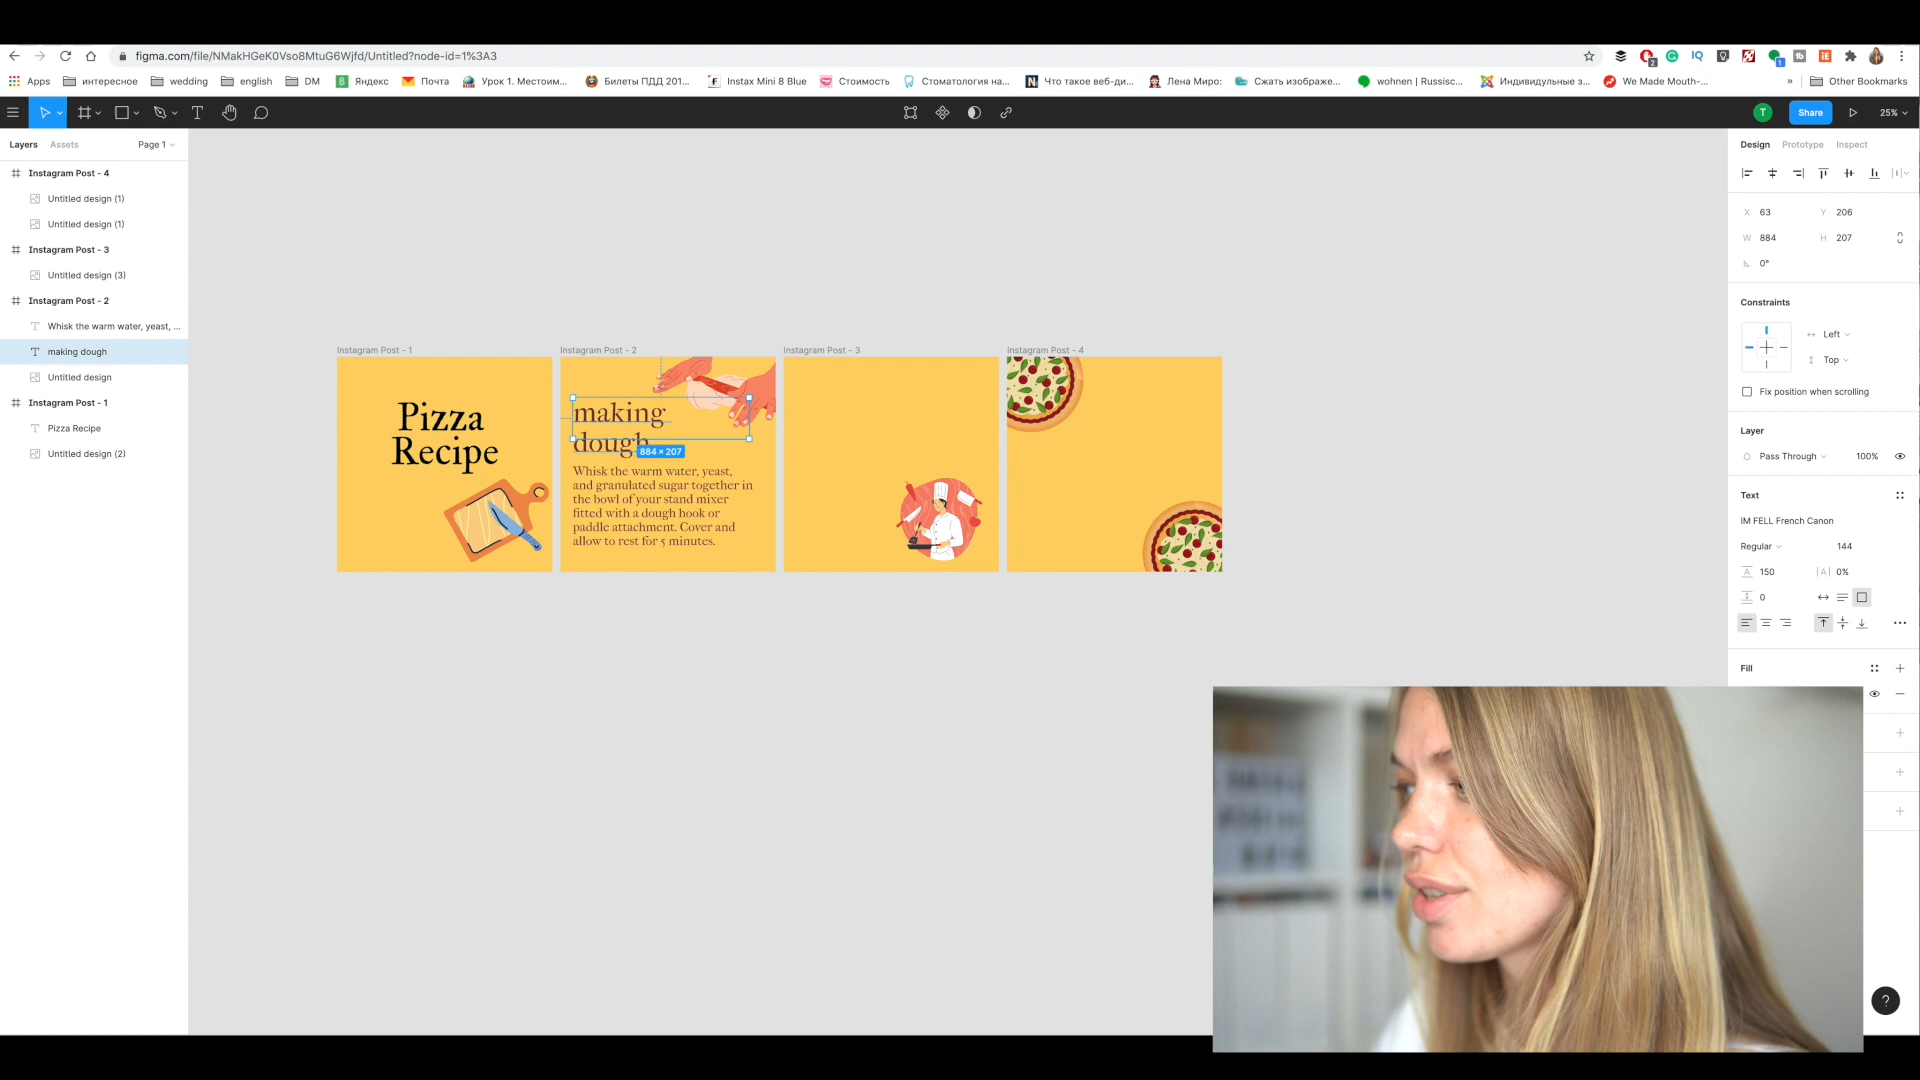 figma.com/file/NMakHGeK0Vso8MtuG6Wjfd/Untitled?node-id=1%3A3
Apps интересное wedding english DM Яндекс Почта Урок 1. Местоим... Билеты ПДД 201... Instax Mini 8 Blue Стоимость Стоматология на... Что такое веб-ди... Лена Миро: Сжать изображе... wohnen | Russisc... Индивидульные з... We Made Mouth-... » Other Bookmarks
T Share 25%
Layers Assets Page 1
Instagram Post - 4
Untitled design (1)
Untitled design (1)
Instagram Post - 3
Untitled design (3)
Instagram Post - 2
Whisk the warm water, yeast, ...
making dough
Untitled design
Instagram Post - 1
Pizza Recipe
Untitled design (2)
Instagram Post - 1
Pizza
Recipe
Instagram Post - 2
making
dough
884 × 207
Whisk the warm water, yeast,
and granulated sugar together in
the bowl of your stand mixer
fitted with a dough hook or
paddle attachment. Cover and
allow to rest for 5 minutes.
Instagram Post - 3
Instagram Post - 4
Design Prototype Inspect
X 63 Y 206
W 884 H 207
0°
Constraints
Left
Top
Fix position when scrolling
Layer
Pass Through 100%
Text
IM FELL French Canon
Regular 144
150 0%
0
Fill
?